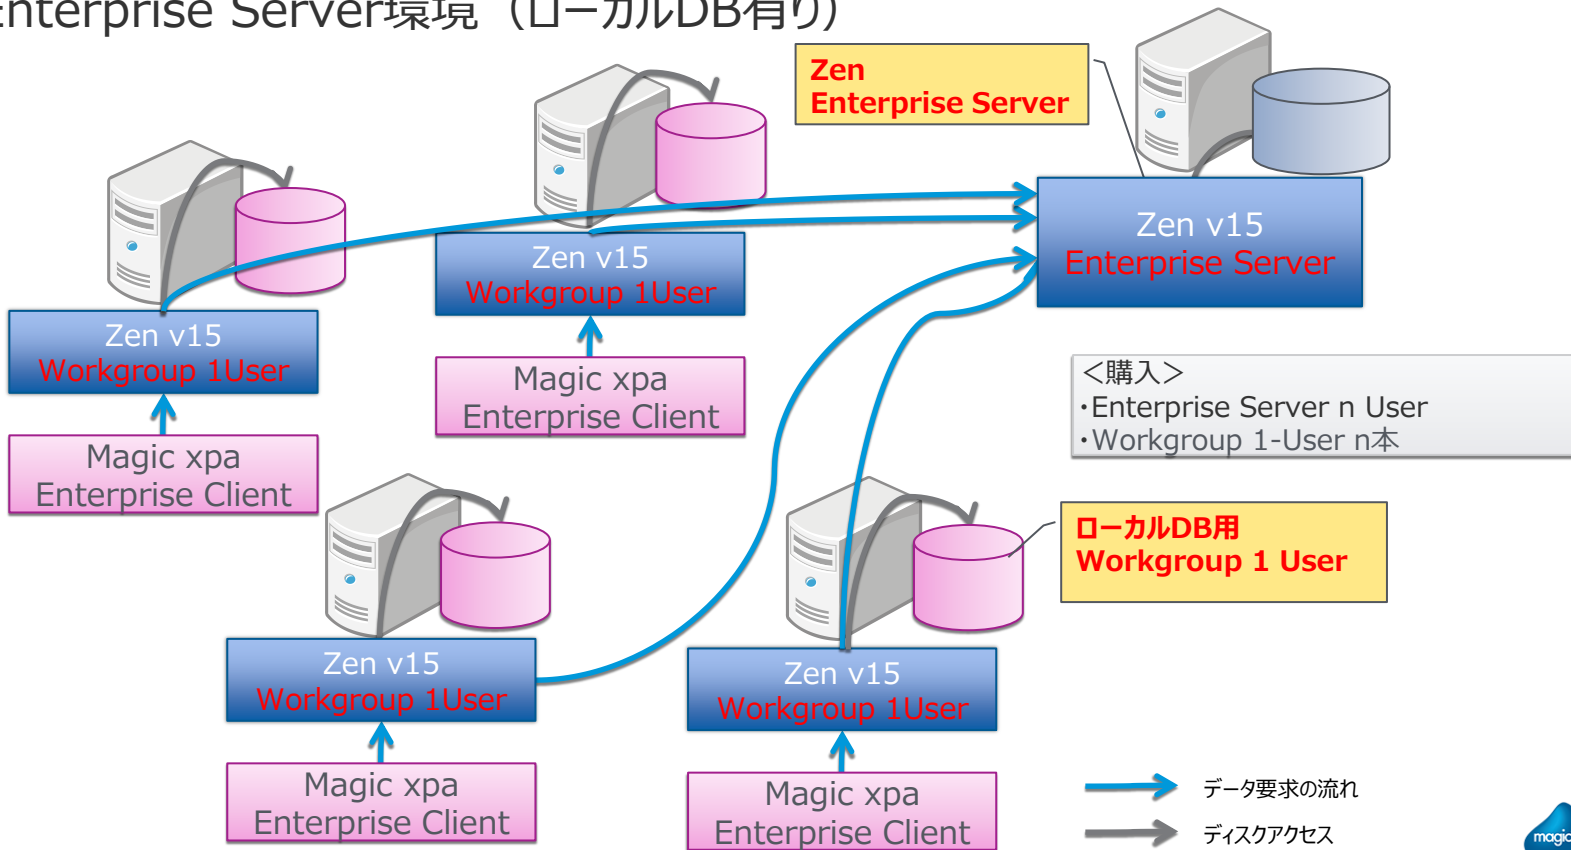 Enterprise Server環境（ローカルDB有り）
Zen
Enterprise Server
Zen v15
Enterprise Server
Zen v15
Workgroup 1User
Zen v15
Workgroup 1User
Magic xpa
Enterprise Client
Magic xpa
Enterprise Client
＜購入＞
・Enterprise Server n User
・Workgroup 1-User n本
ローカルDB用
Workgroup 1 User
Zen v15
Workgroup 1User
Zen v15
Workgroup 1User
Magic xpa
Enterprise Client
Magic xpa
Enterprise Client
データ要求の流れ
ディスクアクセス
magic